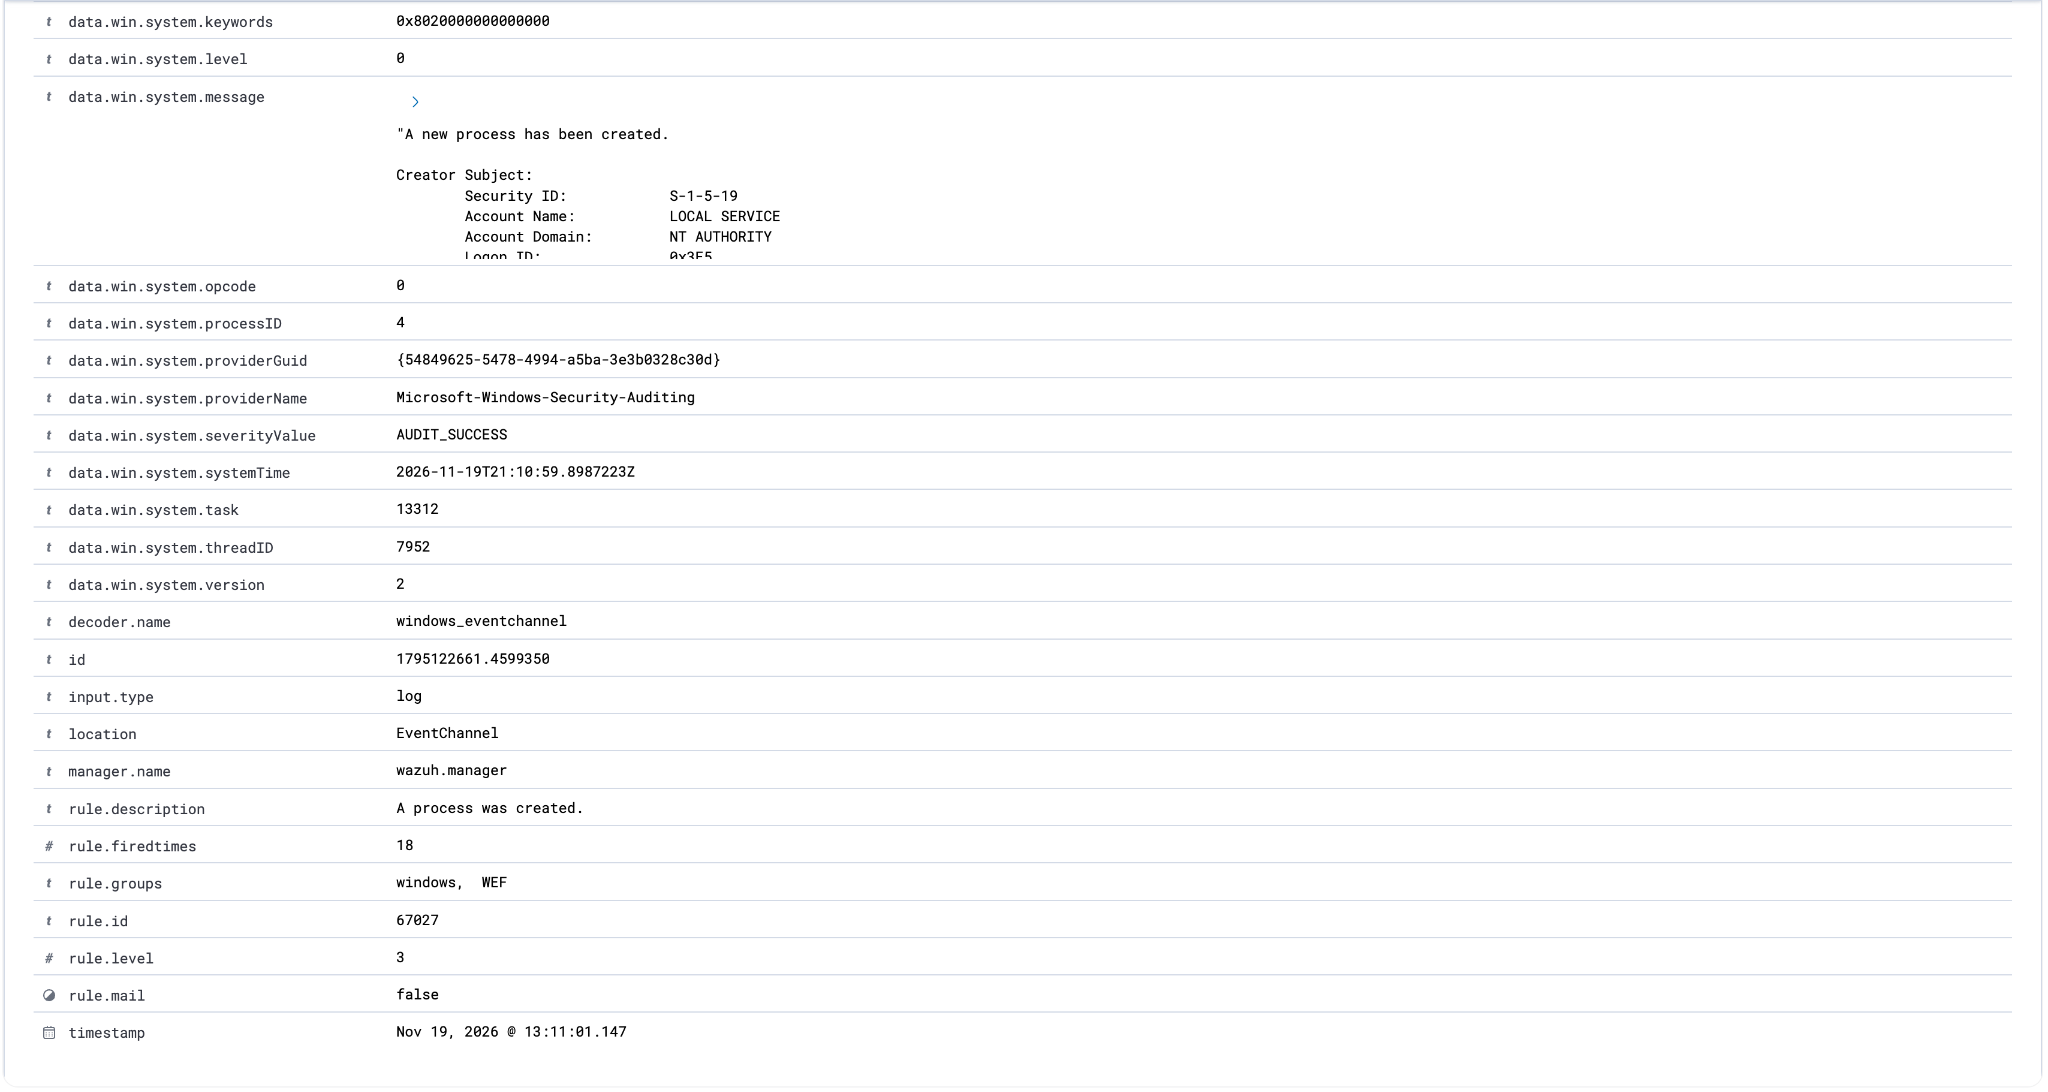 t data.win.system.keywords 0x8020000000000000
t data.win.system.level 0
t data.win.system.message
"A new process has been created.
Creator Subject:
Security ID: S-1-5-19
Account Name: LOCAL SERVICE
Account Domain: NT AUTHORITY
Logon ID: 0x3E5
t data.win.system.opcode 0
t data.win.system.processID 4
t data.win.system.providerGuid {54849625-5478-4994-a5ba-3e3b0328c30d}
t data.win.system.providerName Microsoft-Windows-Security-Auditing
t data.win.system.severityValue AUDIT_SUCCESS
t data.win.system.systemTime 2026-11-19T21:10:59.8987223Z
t data.win.system.task 13312
t data.win.system.threadID 7952
t data.win.system.version 2
t decoder.name windows_eventchannel
t id 1795122661.4599350
t input.type log
t location EventChannel
t manager.name wazuh.manager
t rule.description A process was created.
# rule.firedtimes 18
t rule.groups windows, WEF
t rule.id 67027
# rule.level 3
rule.mail false
timestamp Nov 19, 2026 @ 13:11:01.147